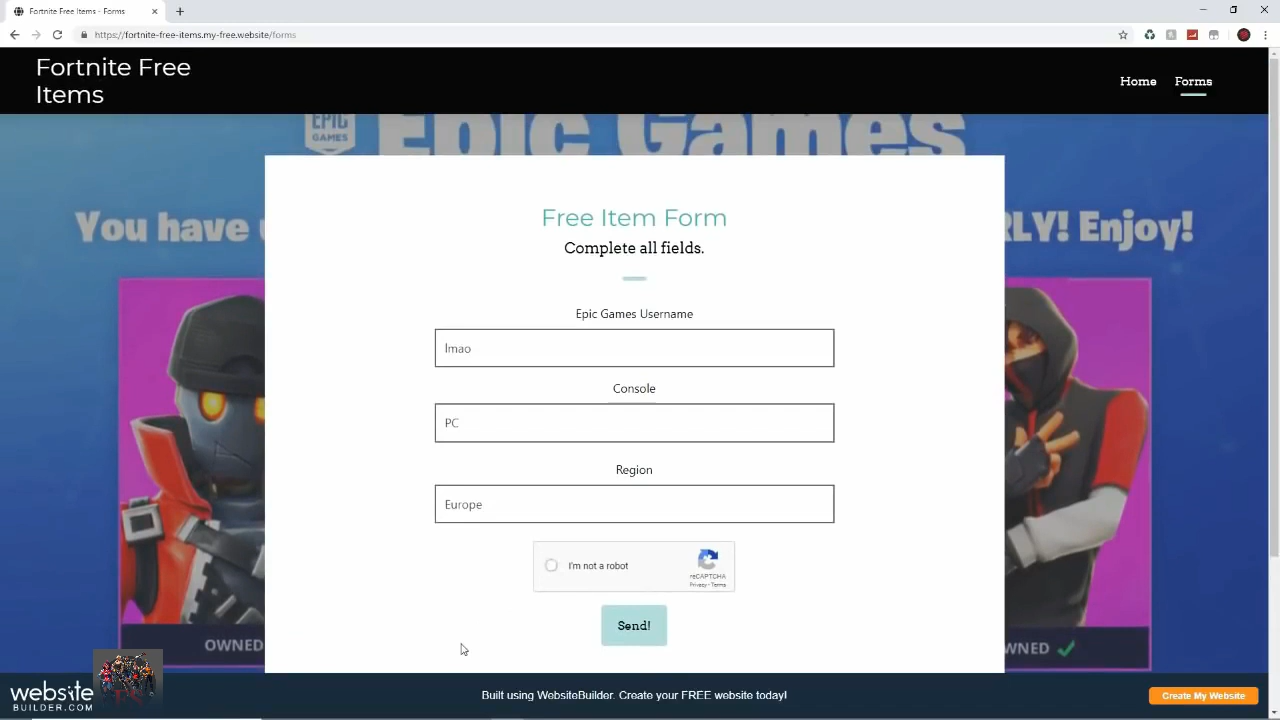 Fortnite Free Items - Forms
https://fortnite-free-items.my-free.website/forms
Fortnite Free
Items
Home
Forms
EPIC
GAMES
Epic Games
You have
RLY! Enjoy!
Free Item Form
Complete all fields.
Epic Games Username
lmao
Console
PC
Region
Europe
I'm not a robot
reCAPTCHA
Privacy - Terms
Send!
OWNED
WNED
website
BUILDER.COM
Built using WebsiteBuilder. Create your FREE website today!
Create My Website